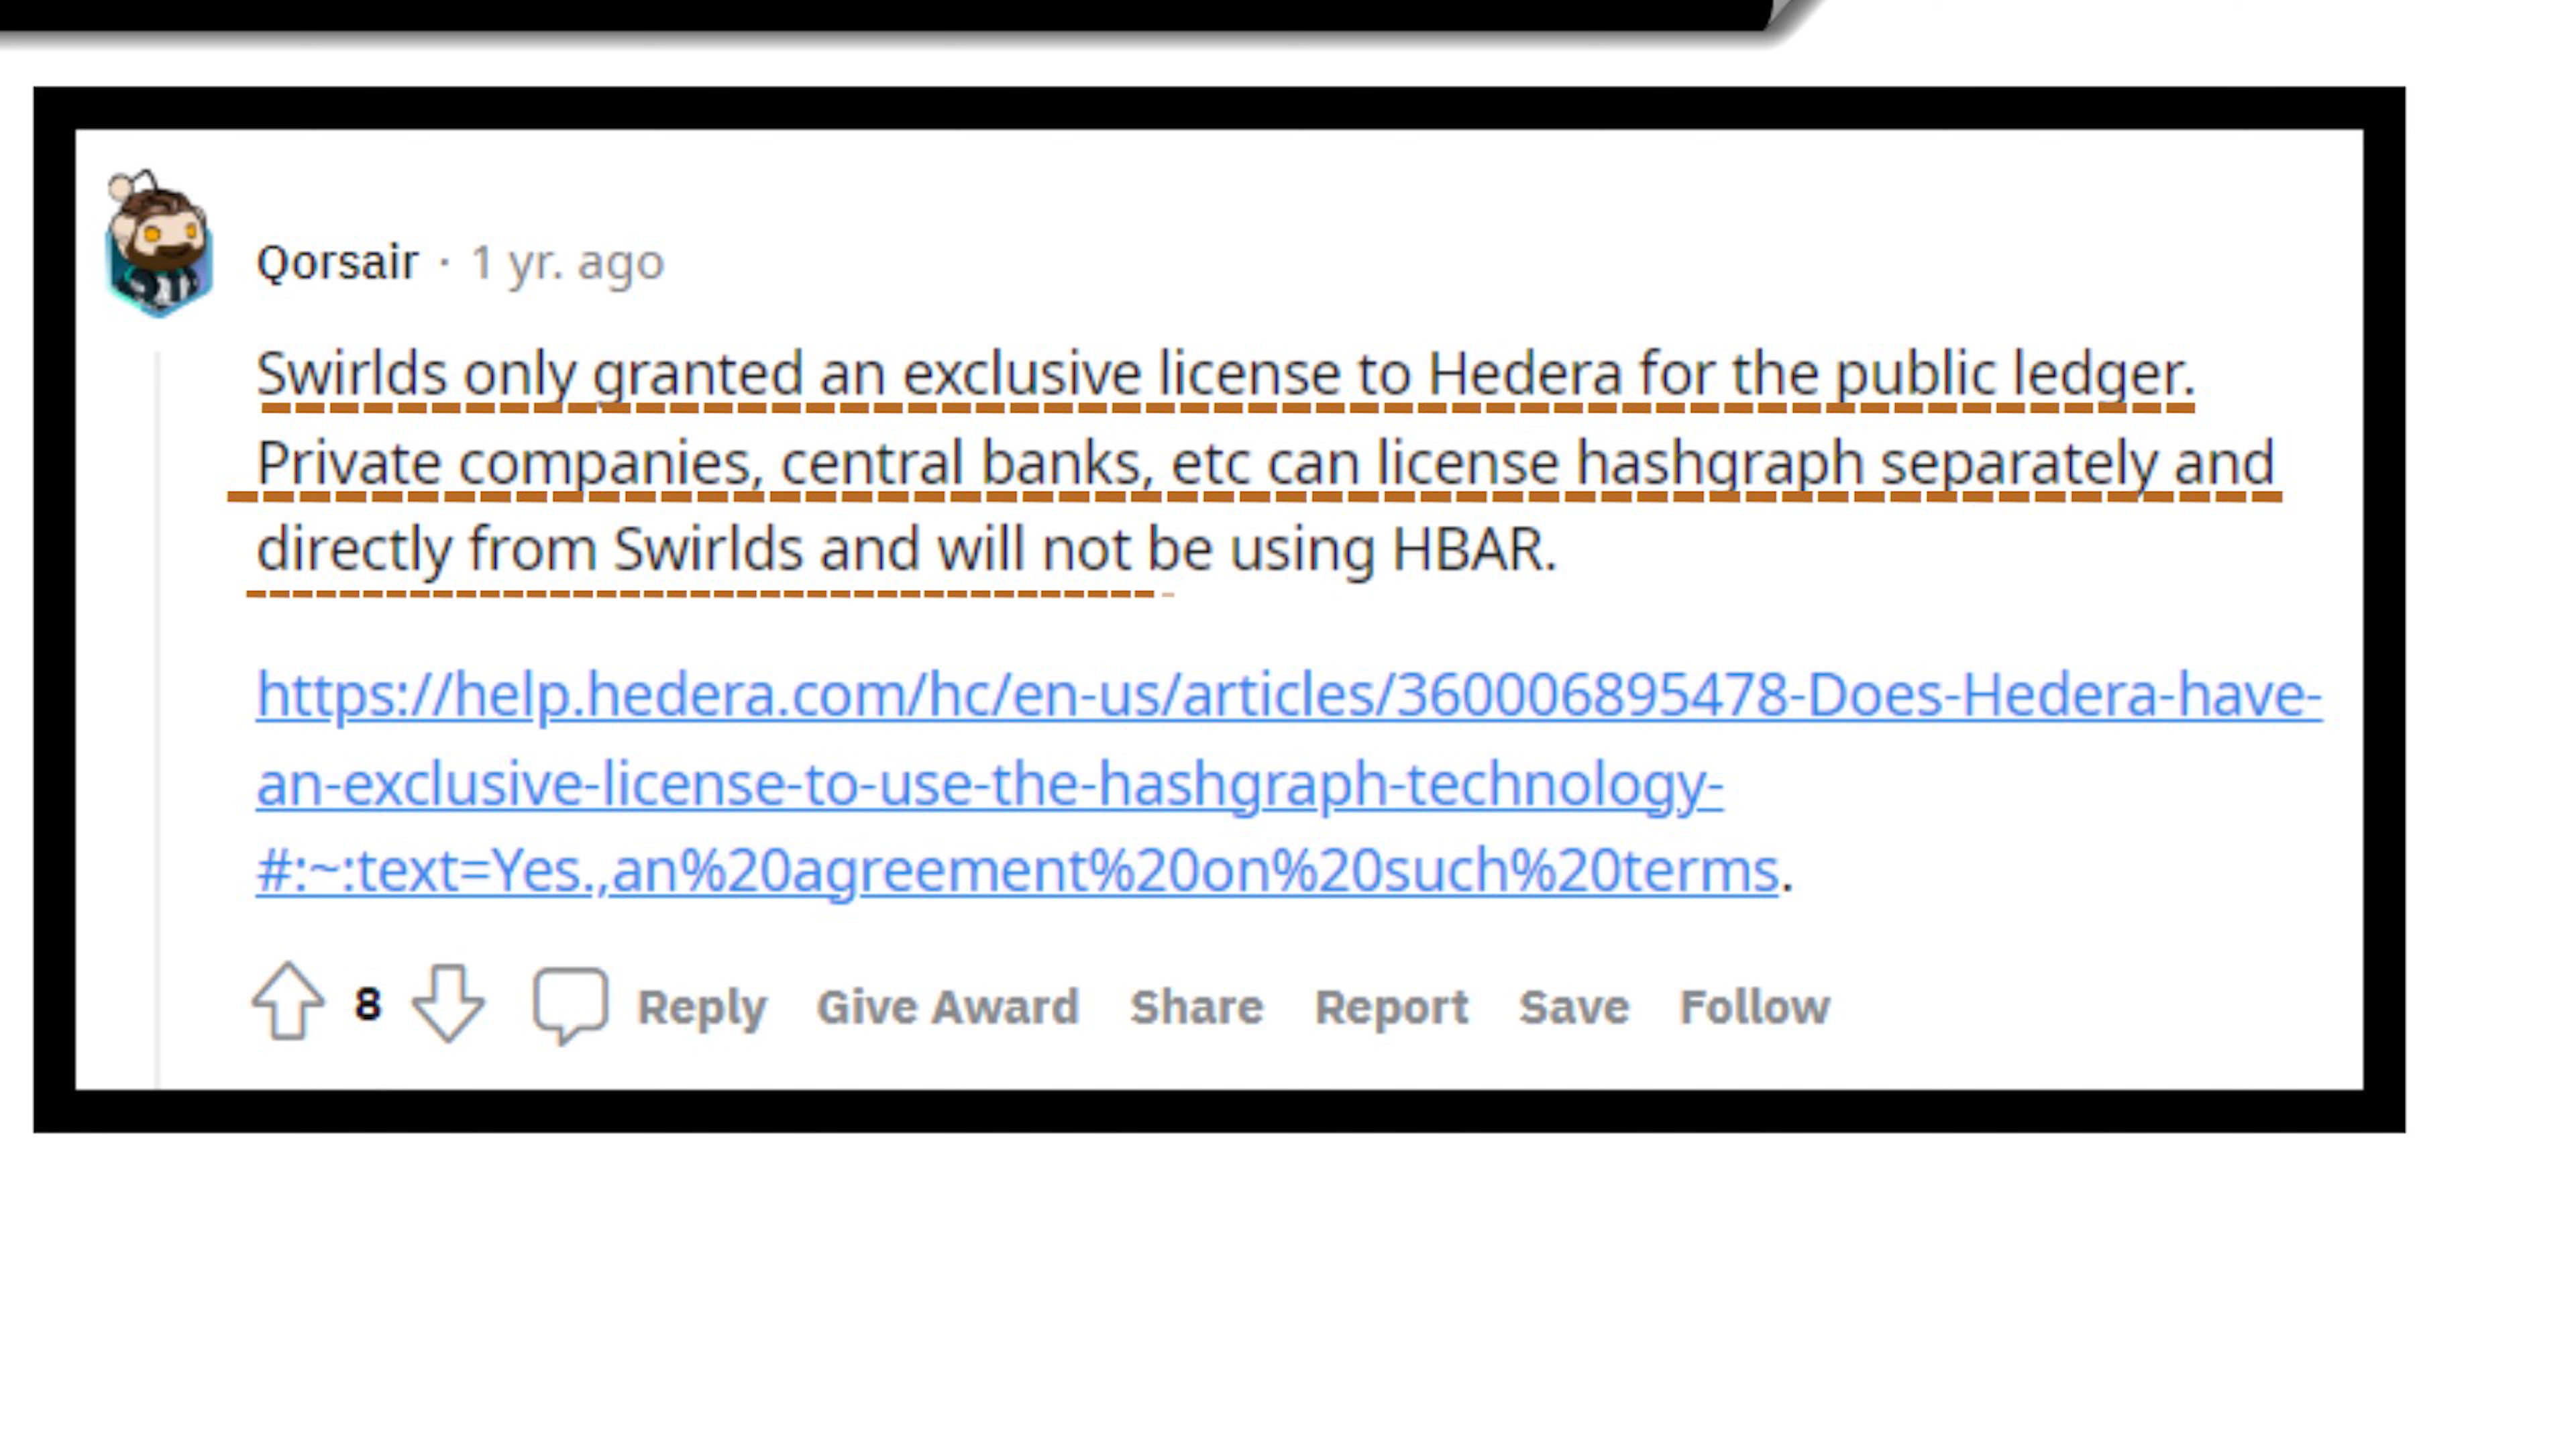 Qorsair · 1 yr. ago
Swirlds only granted an exclusive license to Hedera for the public ledger.
Private companies, central banks, etc can license hashgraph separately and
directly from Swirlds and will not be using HBAR.
https://help.hedera.com/hc/en-us/articles/360006895478-Does-Hedera-have-
an-exclusive-license-to-use-the-hashgraph-technology-
#:~:text=Yes.,an%20agreement%20on%20such%20terms.
8 Reply Give Award Share Report Save Follow